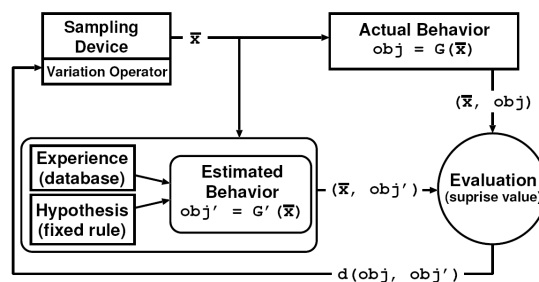 Sampling
Device
Variation Operator
x̅
Actual Behavior
obj = G(x̅)
(x̅, obj)
Experience
(database)
Hypothesis
(fixed rule)
Estimated
Behavior
obj' = G'(x̅)
(x̅, obj')
Evaluation
(suprise value)
d(obj, obj')